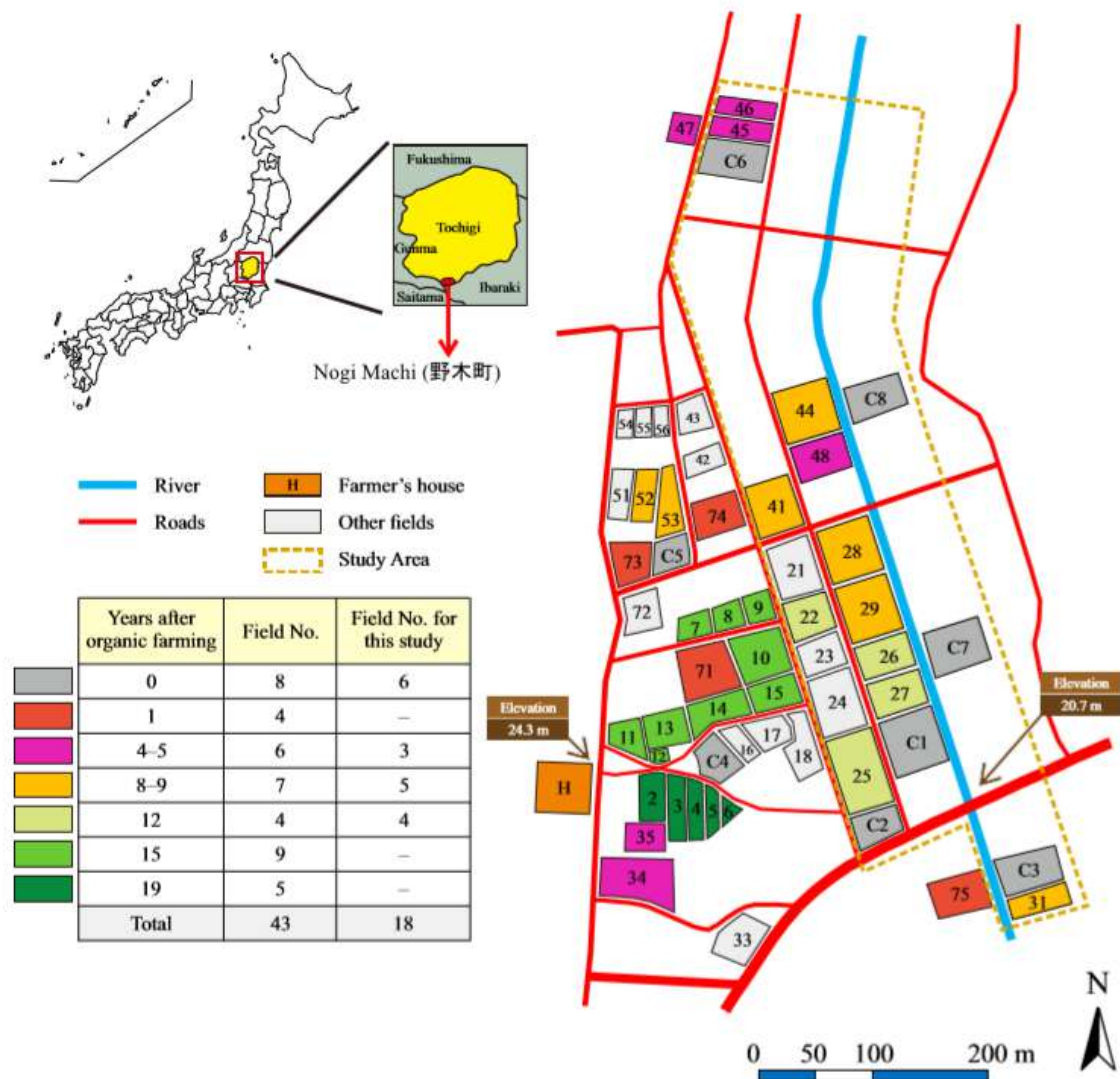 Fukushima
Tochigi
Gunma
Saitama
Ibaraki
Nogi Machi (野木町)
River
Roads
H
Farmer's house
Other fields
Study Area
Years after organic farming
Field No.
Field No. for this study
0 8 6
1 4 –
4–5 6 3
8–9 7 5
12 4 4
15 9 –
19 5 –
Total 43 18
46
47
45
C6
44
C8
48
54 55 56 43
42
51 52 53
41
74
73
C5
28
21
72
29
22
7 8 9
23
26
C7
71 10
24
27
14 15
11 13
12
17
16
18
C4
C1
25
C2
Elevation
24.3 m
Elevation
20.7 m
H
2 3 4 5 6
35
34
33
C3
75
31
N
0 50 100 200 m